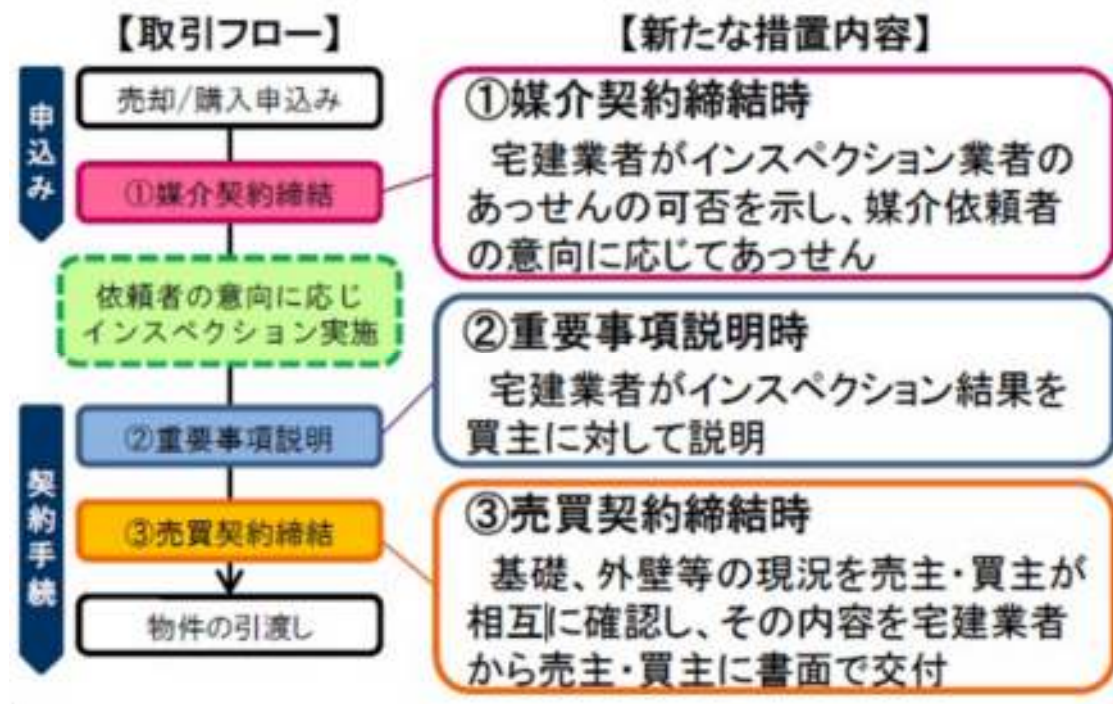 【取引フロー】
申込み
売却/購入申込み
①媒介契約締結
依頼者の意向に応じ
インスペクション実施
契約手続
②重要事項説明
③売買契約締結
物件の引渡し
【新たな措置内容】
①媒介契約締結時
宅建業者がインスペクション業者の
あっせんの可否を示し、媒介依頼者
の意向に応じてあっせん
②重要事項説明時
宅建業者がインスペクション結果を
買主に対して説明
③売買契約締結時
基礎、外壁等の現況を売主・買主が
相互に確認し、その内容を宅建業者
から売主・買主に書面で交付